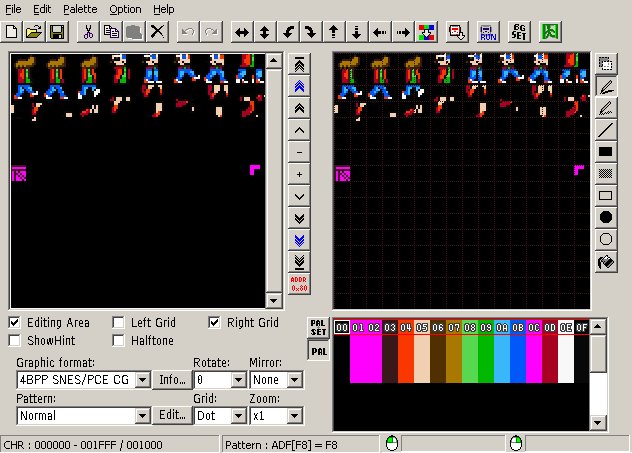 File Edit Palette Option Help
RUN BG SET
ADDR 0x80
Editing Area Left Grid Right Grid
ShowHint Halftone
PAL SET
PAL
00 01 02 03 04 05 06 07 08 09 0A 0B 0C 0D 0E 0F
Graphic format: Rotate: Mirror:
4BPP SNES/PCE CG Info... 0 None
Pattern: Grid: Zoom:
Normal Edit... Dot x1
CHR : 000000 - 001FFF / 001000 Pattern : ADF[F8] = F8